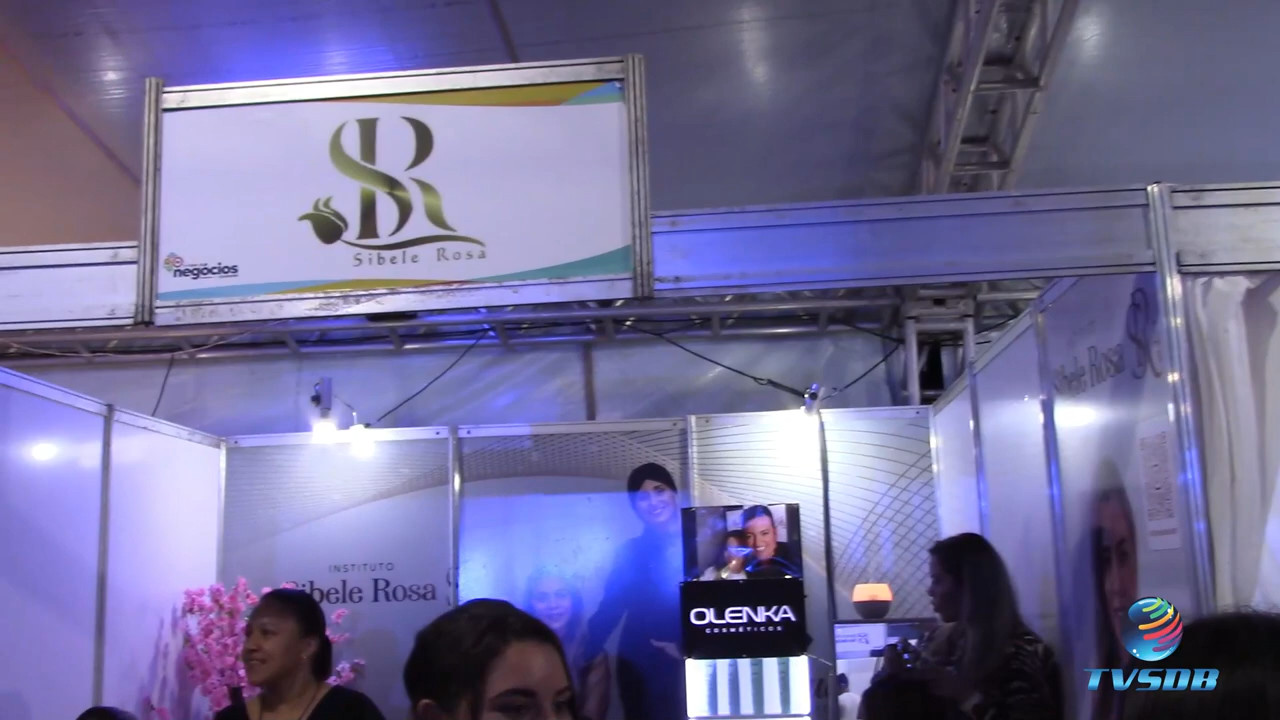 SR
Sibele Rosa
negócios
Sibele Rosa
INSTITUTO
Sibele Rosa
OLENKA
COSMÉTICOS
TVSDB